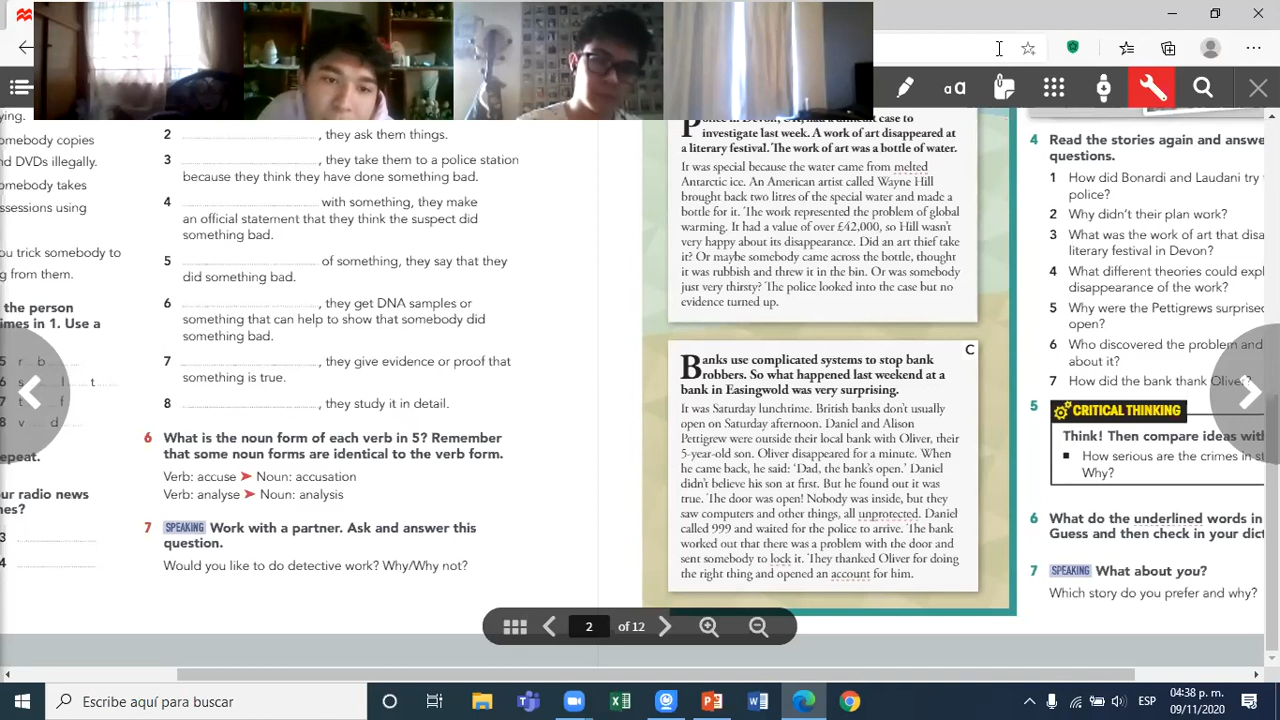 ying.
omebody copies
nd DVDs illegally.
omebody takes
ssessions using
ou trick somebody to
g from them.
the person
imes in 1. Use a
5 r b
6 s l t
7 t f
8 v d
epeat.
our radio news
nes?
3
4
2 , they ask them things.
3 , they take them to a police station
because they think they have done something bad.
4 with something, they make
an official statement that they think the suspect did
something bad.
5 of something, they say that they
did something bad.
6 , they get DNA samples or
something that can help to show that somebody did
something bad.
7 , they give evidence or proof that
something is true.
8 , they study it in detail.
6 What is the noun form of each verb in 5? Remember
that some noun forms are identical to the verb form.
Verb: accuse ➤ Noun: accusation
Verb: analyse ➤ Noun: analysis
7 SPEAKING Work with a partner. Ask and answer this
question.
Would you like to do detective work? Why/Why not?
Police in Devon, UK, had a difficult case to
investigate last week. A work of art disappeared at
a literary festival. The work of art was a bottle of water.
It was special because the water came from melted
Antarctic ice. An American artist called Wayne Hill
brought back two litres of the special water and made a
bottle for it. The work represented the problem of global
warming. It had a value of over £42,000, so Hill wasn't
very happy about its disappearance. Did an art thief take
it? Or maybe somebody came across the bottle, thought
it was rubbish and threw it in the bin. Or was somebody
just very thirsty? The police looked into the case but no
evidence turned up.
C
Banks use complicated systems to stop bank
robbers. So what happened last weekend at a
bank in Easingwold was very surprising.
It was Saturday lunchtime. British banks don't usually
open on Saturday afternoon. Daniel and Alison
Pettigrew were outside their local bank with Oliver, their
5-year-old son. Oliver disappeared for a minute. When
he came back, he said: 'Dad, the bank's open.' Daniel
didn't believe his son at first. But he found out it was
true. The door was open! Nobody was inside, but they
saw computers and other things, all unprotected. Daniel
called 999 and waited for the police to arrive. The bank
worked out that there was a problem with the door and
sent somebody to lock it. They thanked Oliver for doing
the right thing and opened an account for him.
4 Read the stories again and answer
questions.
1 How did Bonardi and Laudani try
police?
2 Why didn't their plan work?
3 What was the work of art that disa
literary festival in Devon?
4 What different theories could expl
disappearance of the work?
5 Why were the Pettigrews surprised
open?
6 Who discovered the problem and
about it?
7 How did the bank thank Oliver?
5 CRITICAL THINKING
Think! Then compare ideas with
■ How serious are the crimes in st
Why?
6 What do the underlined words in
Guess and then check in your dict
7 SPEAKING What about you?
Which story do you prefer and why?
aa
2 of 12
Escribe aquí para buscar
ESP
04:38 p. m.
09/11/2020